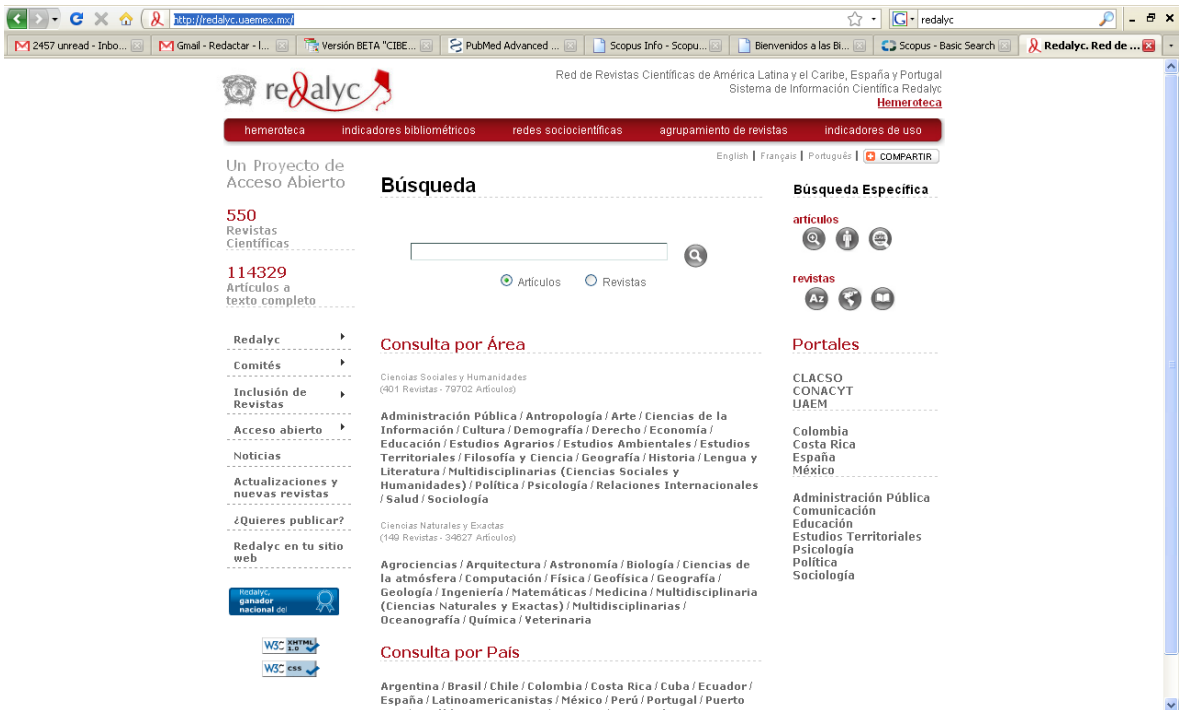 http://redalyc.uaemex.mx/
redalyc
2457 unread - Inbo...
Gmail - Redactar - l...
Versión BETA "CIBE...
PubMed Advanced ...
Scopus Info - Scopu...
Bienvenidos a las Bi...
Scopus - Basic Search
Redalyc. Red de ...
redalyc
Red de Revistas Científicas de América Latina y el Caribe, España y Portugal
Sistema de Información Científica Redalyc
Hemeroteca
hemeroteca
indicadores bibliométricos
redes sociocientíficas
agrupamiento de revistas
indicadores de uso
English | Français | Português | COMPARTIR
Un Proyecto de
Acceso Abierto
550
Revistas
Científicas
114329
Artículos a
texto completo
Redalyc
Comités
Inclusión de
Revistas
Acceso abierto
Noticias
Actualizaciones y
nuevas revistas
¿Quieres publicar?
Redalyc en tu sitio
web
Redalyc,
ganador
nacional del
W3C XHTML 1.0
W3C css
Búsqueda
Artículos
Revistas
Consulta por Área
Ciencias Sociales y Humanidades
(401 Revistas - 79702 Artículos)
Administración Pública / Antropología / Arte / Ciencias de la
Información / Cultura / Demografía / Derecho / Economía /
Educación / Estudios Agrarios / Estudios Ambientales / Estudios
Territoriales / Filosofía y Ciencia / Geografía / Historia / Lengua y
Literatura / Multidisciplinarias (Ciencias Sociales y
Humanidades) / Política / Psicología / Relaciones Internacionales
/ Salud / Sociología
Ciencias Naturales y Exactas
(149 Revistas - 34627 Artículos)
Agrociencias / Arquitectura / Astronomía / Biología / Ciencias de
la atmósfera / Computación / Física / Geofísica / Geografía /
Geología / Ingeniería / Matemáticas / Medicina / Multidisciplinaria
(Ciencias Naturales y Exactas) / Multidisciplinarias /
Oceanografía / Química / Veterinaria
Consulta por País
Argentina / Brasil / Chile / Colombia / Costa Rica / Cuba / Ecuador /
España / Latinoamericanistas / México / Perú / Portugal / Puerto
Búsqueda Específica
artículos
revistas
Az
Portales
CLACSO
CONACYT
UAEM
Colombia
Costa Rica
España
México
Administración Pública
Comunicación
Educación
Estudios Territoriales
Psicología
Política
Sociología